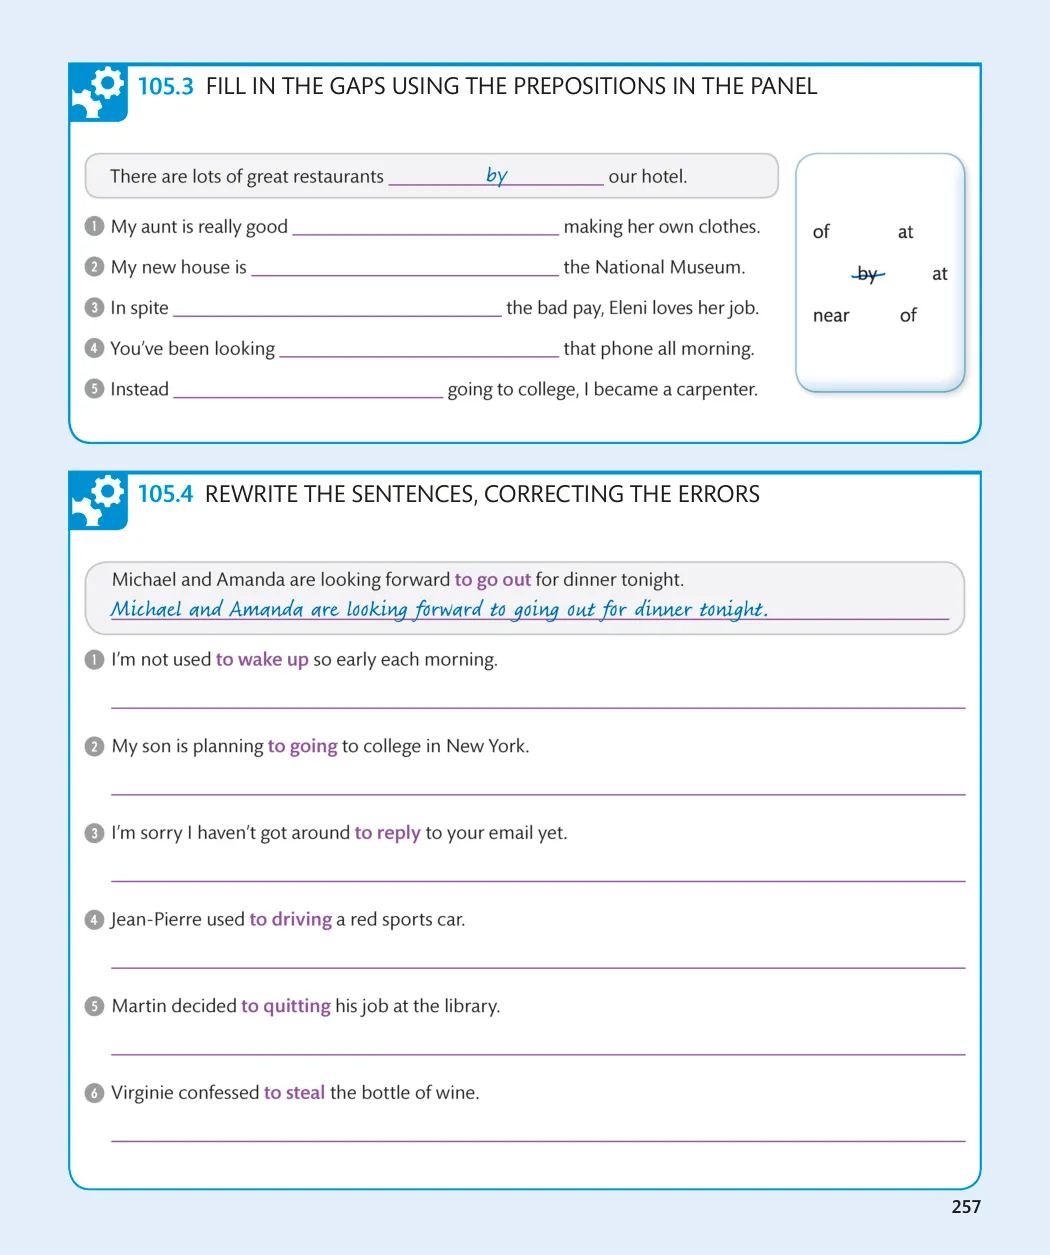 105.3 FILL IN THE GAPS USING THE PREPOSITIONS IN THE PANEL
There are lots of great restaurants by our hotel.
1 My aunt is really good ______ making her own clothes.
2 My new house is ______ the National Museum.
3 In spite ______ the bad pay, Eleni loves her job.
4 You’ve been looking ______ that phone all morning.
5 Instead ______ going to college, I became a carpenter.
of at
by at
near of
105.4 REWRITE THE SENTENCES, CORRECTING THE ERRORS
Michael and Amanda are looking forward to go out for dinner tonight.
Michael and Amanda are looking forward to going out for dinner tonight.
1 I’m not used to wake up so early each morning.
2 My son is planning to going to college in New York.
3 I’m sorry I haven’t got around to reply to your email yet.
4 Jean-Pierre used to driving a red sports car.
5 Martin decided to quitting his job at the library.
6 Virginie confessed to steal the bottle of wine.
257